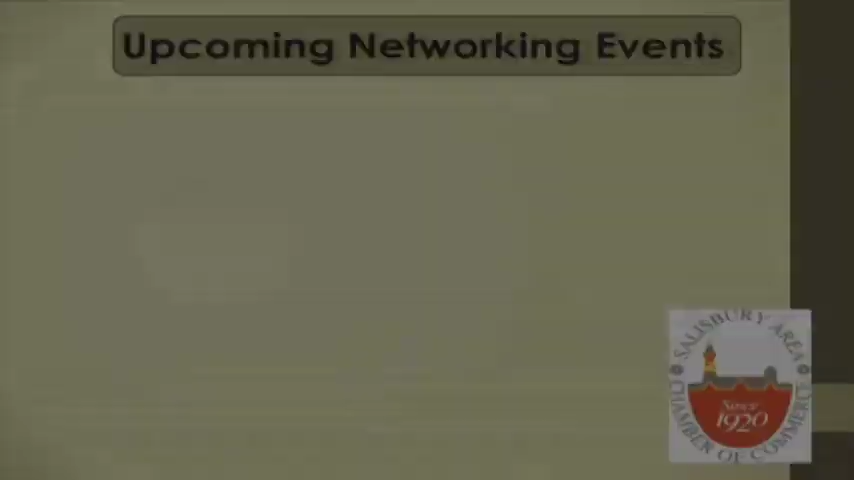 Upcoming Networking Events
SALISBURY AREA
CHAMBER OF COMMERCE
Since
1920